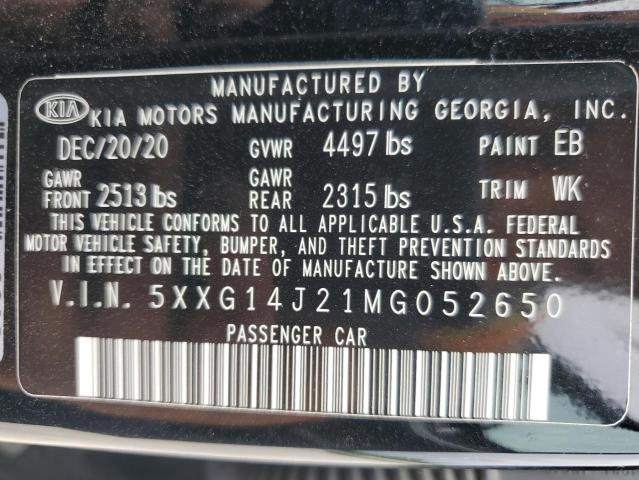 MANUFACTURED BY
KIA KIA MOTORS MANUFACTURING GEORGIA, INC.
DEC/20/20 GVWR 4497 lbs PAINT EB
GAWR FRONT 2513 lbs GAWR REAR 2315 lbs TRIM WK
THIS VEHICLE CONFORMS TO ALL APPLICABLE U.S.A. FEDERAL
MOTOR VEHICLE SAFETY, BUMPER, AND THEFT PREVENTION STANDARDS
IN EFFECT ON THE DATE OF MANUFACTURE SHOWN ABOVE.
V.I.N. 5XXG14J21MG052650
PASSENGER CAR